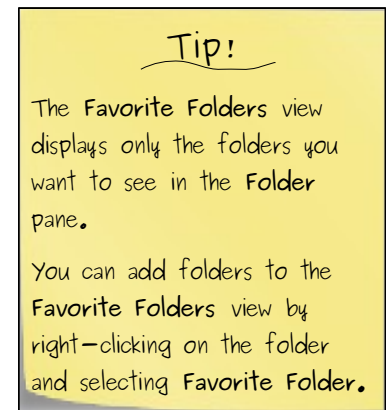 Tip!
The Favorite Folders view
displays only the folders you
want to see in the Folder
pane.
You can add folders to the
Favorite Folders view by
right-clicking on the folder
and selecting Favorite Folder.